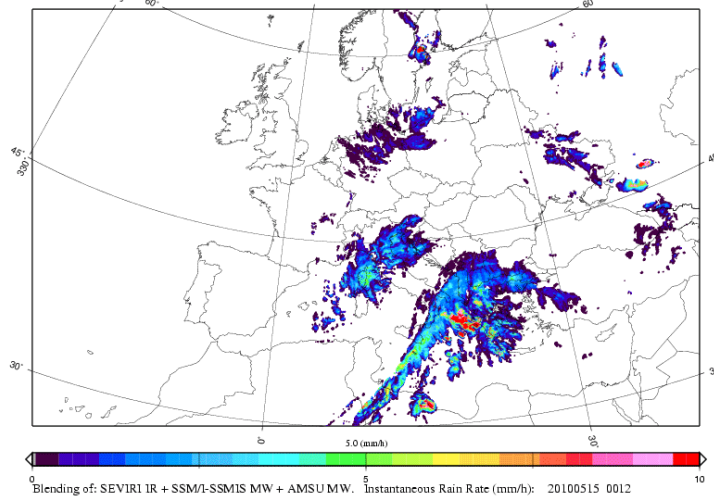 60°
60°
45°
330°
30°
0°
30°
5.0 (mm/h)
0 5 10
Blending of: SEVIRI IR + SSM/I-SSMIS MW + AMSU MW. Instantaneous Rain Rate (mm/h): 20100515 0012